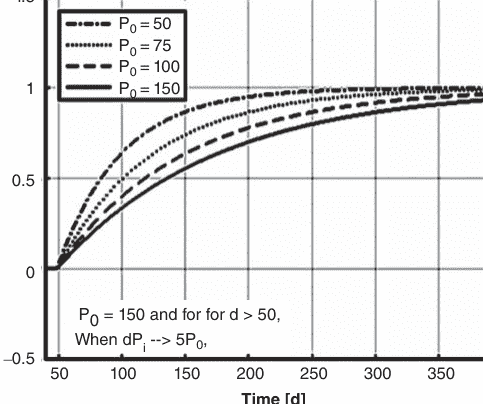 P0 = 50
P0 = 75
P0 = 100
P0 = 150
1
0.5
0
P0 = 150 and for for d > 50,
When dPi --> 5P0,
−0.5
50 100 150 200 250 300 350
Time [d]